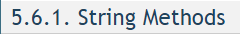 5.6.1. String Methods